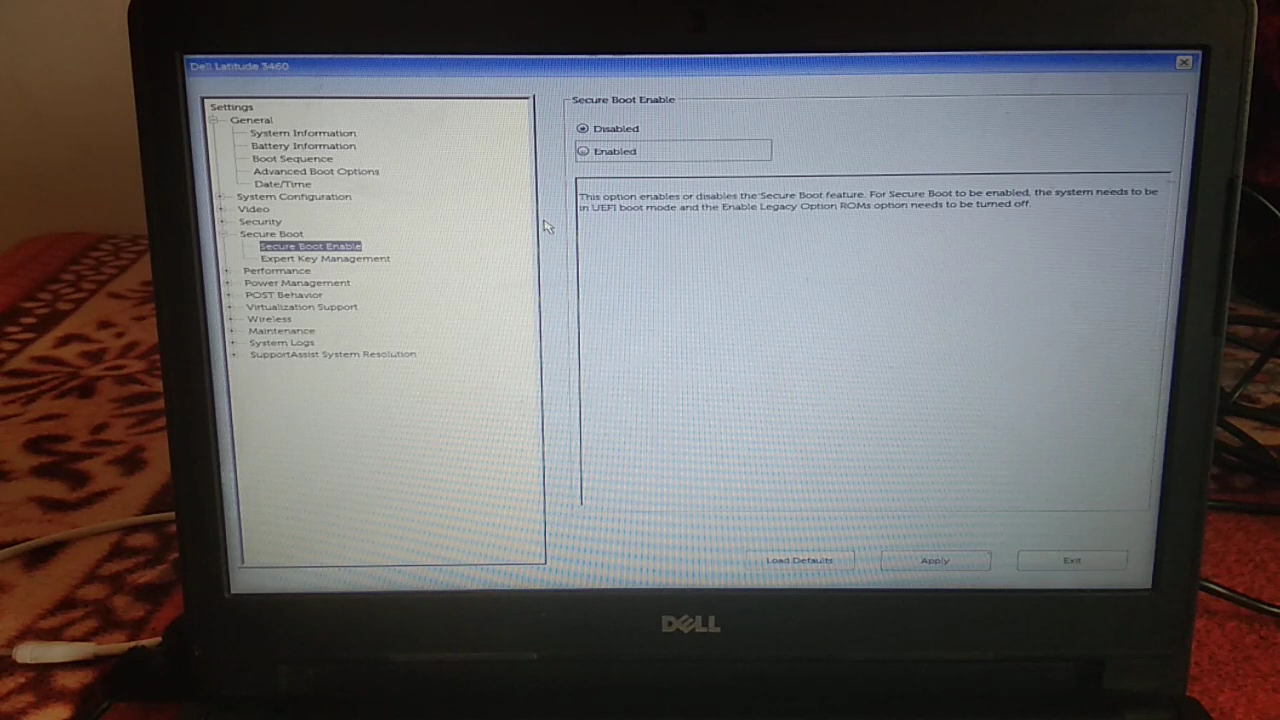 Dell Latitude 3460
Settings
General
System Information
Battery Information
Boot Sequence
Advanced Boot Options
Date/Time
System Configuration
Video
Security
Secure Boot
Secure Boot Enable
Expert Key Management
Performance
Power Management
POST Behavior
Virtualization Support
Wireless
Maintenance
System Logs
SupportAssist System Resolution
Secure Boot Enable
Disabled
Enabled
This option enables or disables the Secure Boot feature. For Secure Boot to be enabled, the system needs to be
in UEFI boot mode and the Enable Legacy Option ROMs option needs to be turned off.
Load Defaults
Apply
Exit
DELL